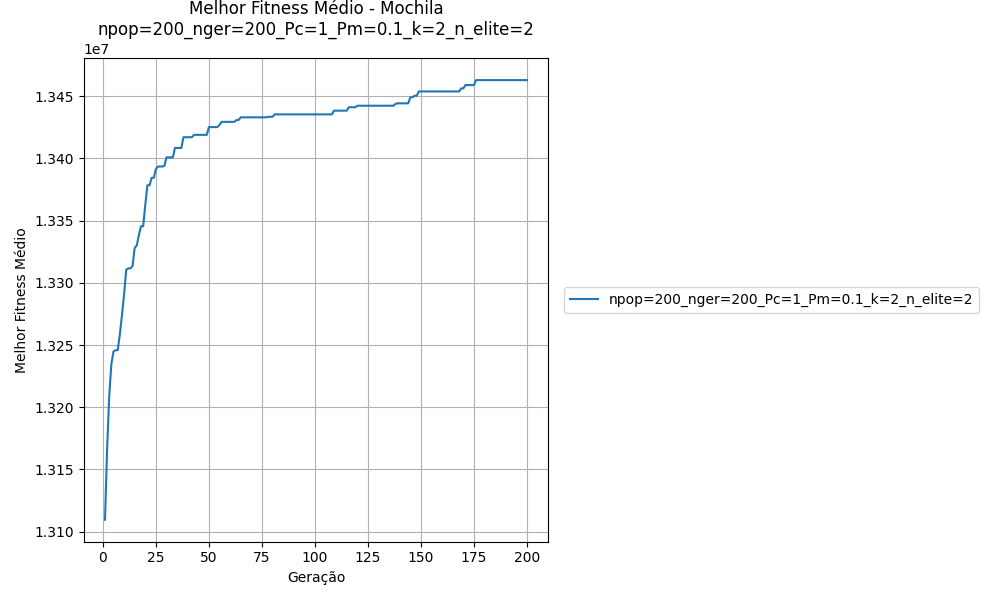 Melhor Fitness Médio - Mochila
npop=200_nger=200_Pc=1_Pm=0.1_k=2_n_elite=2
1e7
1.345
1.340
1.335
1.330
1.325
1.320
1.315
1.310
Melhor Fitness Médio
0 25 50 75 100 125 150 175 200
Geração
npop=200_nger=200_Pc=1_Pm=0.1_k=2_n_elite=2